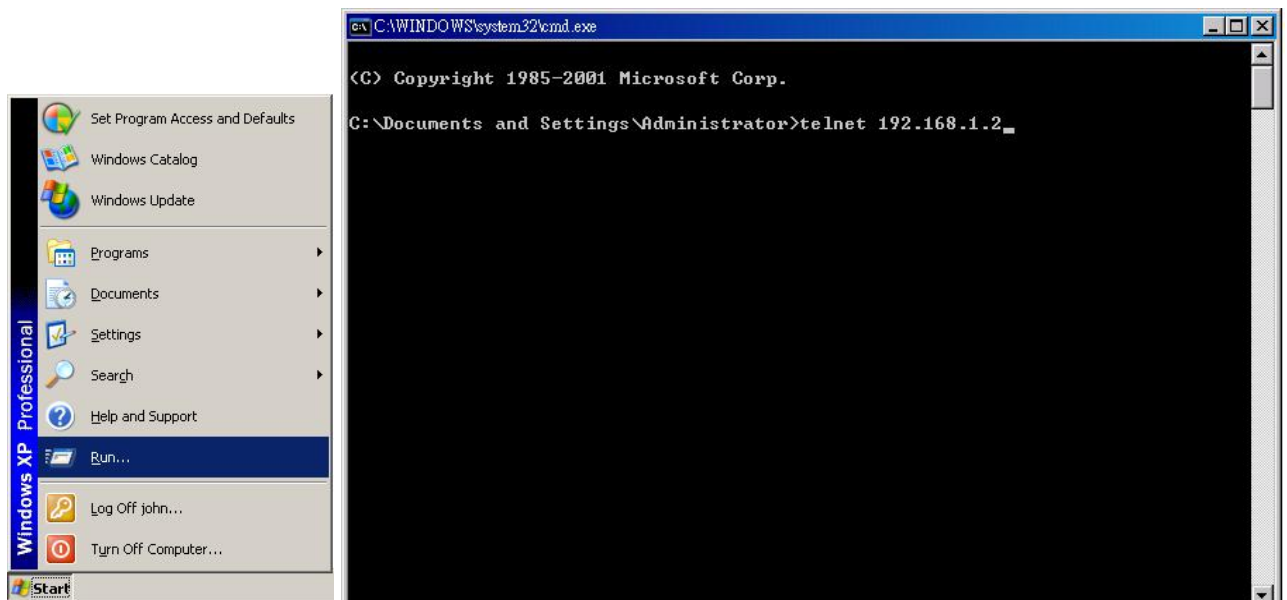 Set Program Access and Defaults
Windows Catalog
Windows Update
Programs
Documents
Settings
Search
Help and Support
Run...
Log Off john...
Turn Off Computer...
Windows XP Professional
Start
C:\WINDOWS\system32\cmd.exe
(C) Copyright 1985-2001 Microsoft Corp.
C:\Documents and Settings\Administrator>telnet 192.168.1.2_